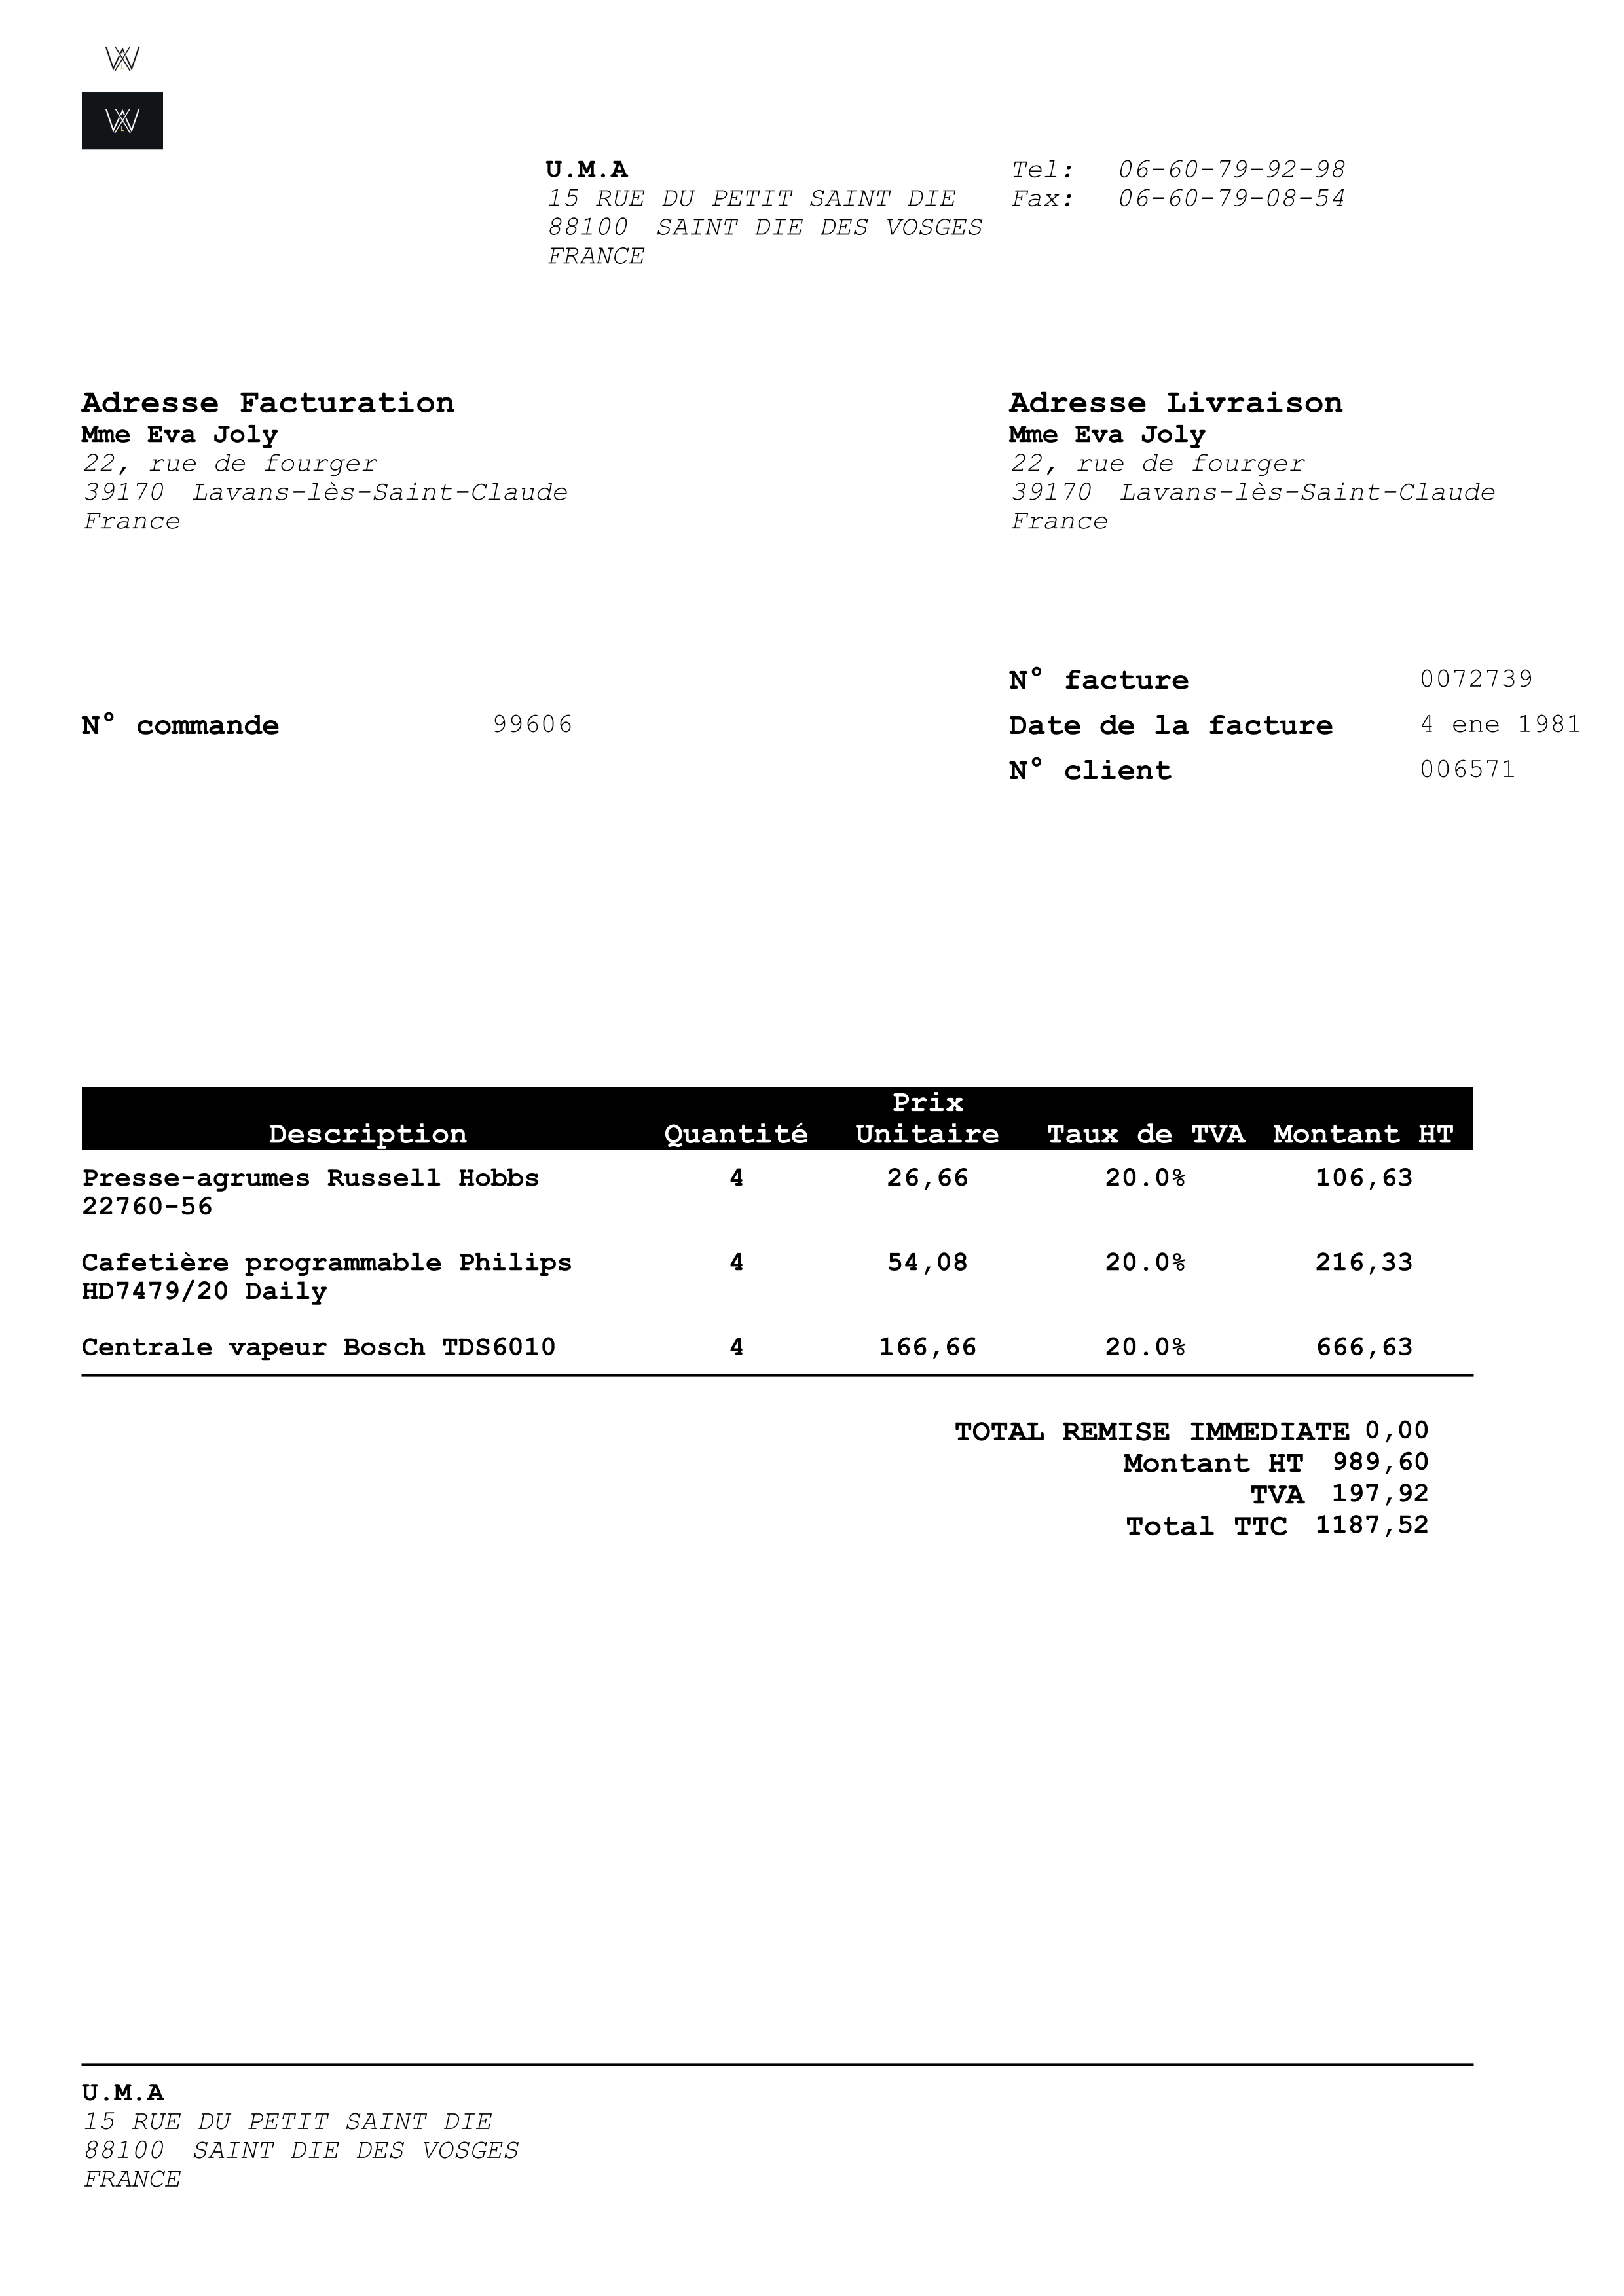 U.M.A
15 RUE DU PETIT SAINT DIE
88100 SAINT DIE DES VOSGES
FRANCE
Tel: 06-60-79-92-98
Fax: 06-60-79-08-54
Adresse Facturation
Mme Eva Joly
22, rue de fourger
39170 Lavans-lès-Saint-Claude
France
Adresse Livraison
Mme Eva Joly
22, rue de fourger
39170 Lavans-lès-Saint-Claude
France
N° commande 99606
N° facture 0072739
Date de la facture 4 ene 1981
N° client 006571
Prix
Description Quantité Unitaire Taux de TVA Montant HT
Presse-agrumes Russell Hobbs 4 26,66 20.0% 106,63
22760-56
Cafetière programmable Philips 4 54,08 20.0% 216,33
HD7479/20 Daily
Centrale vapeur Bosch TDS6010 4 166,66 20.0% 666,63
TOTAL REMISE IMMEDIATE 0,00
Montant HT 989,60
TVA 197,92
Total TTC 1187,52
U.M.A
15 RUE DU PETIT SAINT DIE
88100 SAINT DIE DES VOSGES
FRANCE